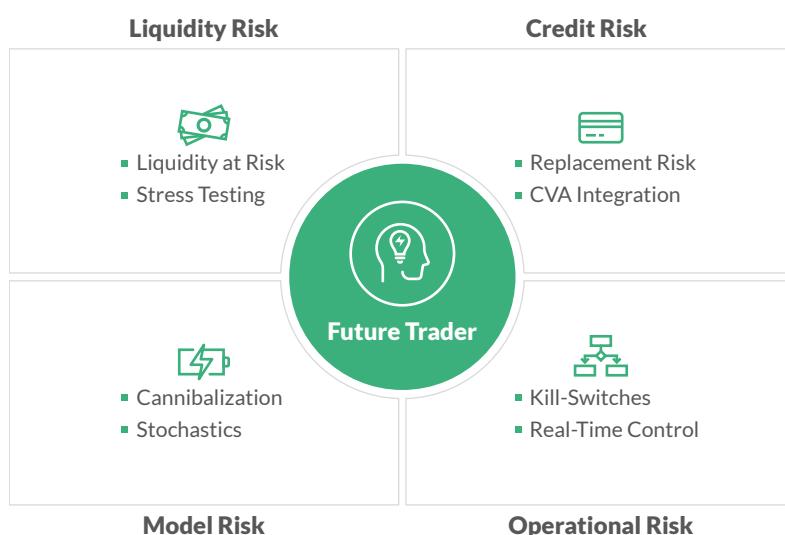 Liquidity Risk
Credit Risk
Liquidity at Risk
Stress Testing
Replacement Risk
CVA Integration
Future Trader
Cannibalization
Stochastics
Kill-Switches
Real-Time Control
Model Risk
Operational Risk